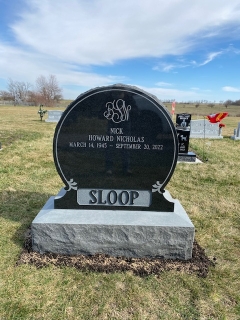 NICK
HOWARD NICHOLAS
MARCH 14, 1945 ~ SEPTEMBER 20, 2022
SLOOP